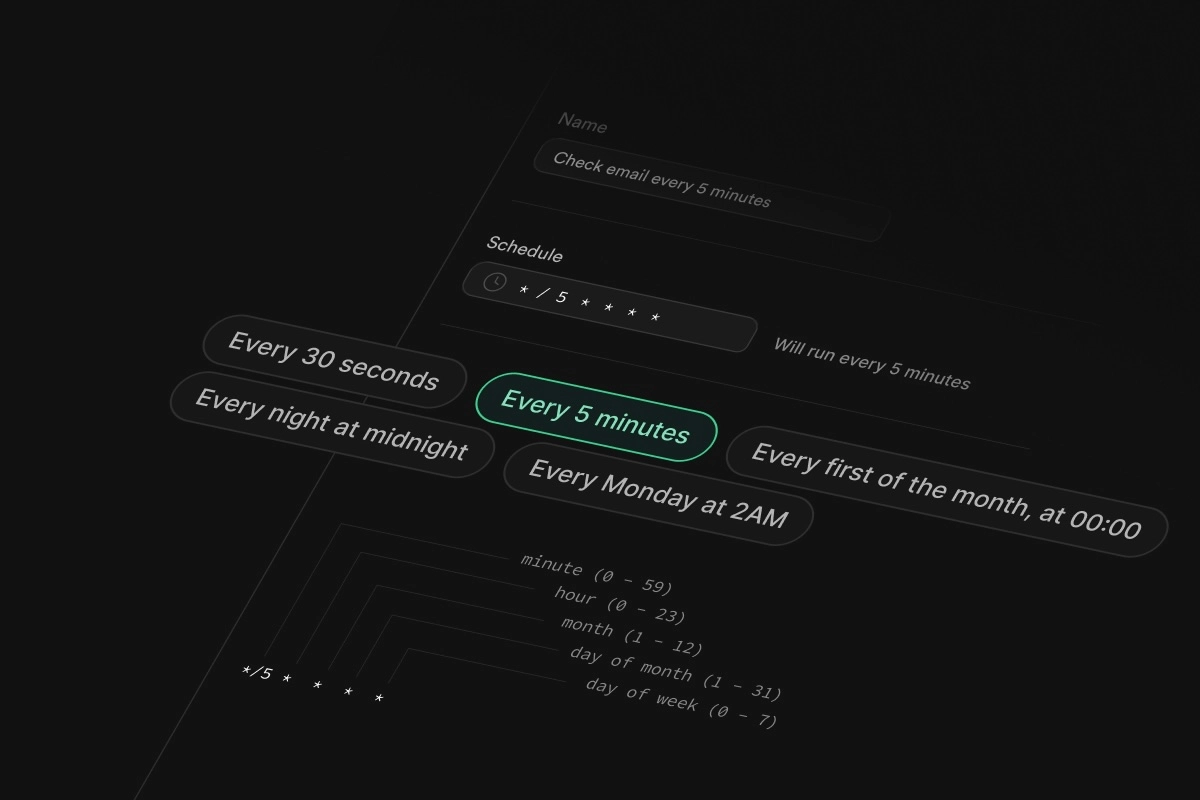 Name
Check email every 5 minutes
Schedule
* / 5 * * * *
Will run every 5 minutes
Every 30 seconds
Every 5 minutes
Every first of the month, at 00:00
Every night at midnight
Every Monday at 2AM
minute (0 - 59)
hour (0 - 23)
month (1 - 12)
day of month (1 - 31)
day of week (0 - 7)
*/5 * * * *